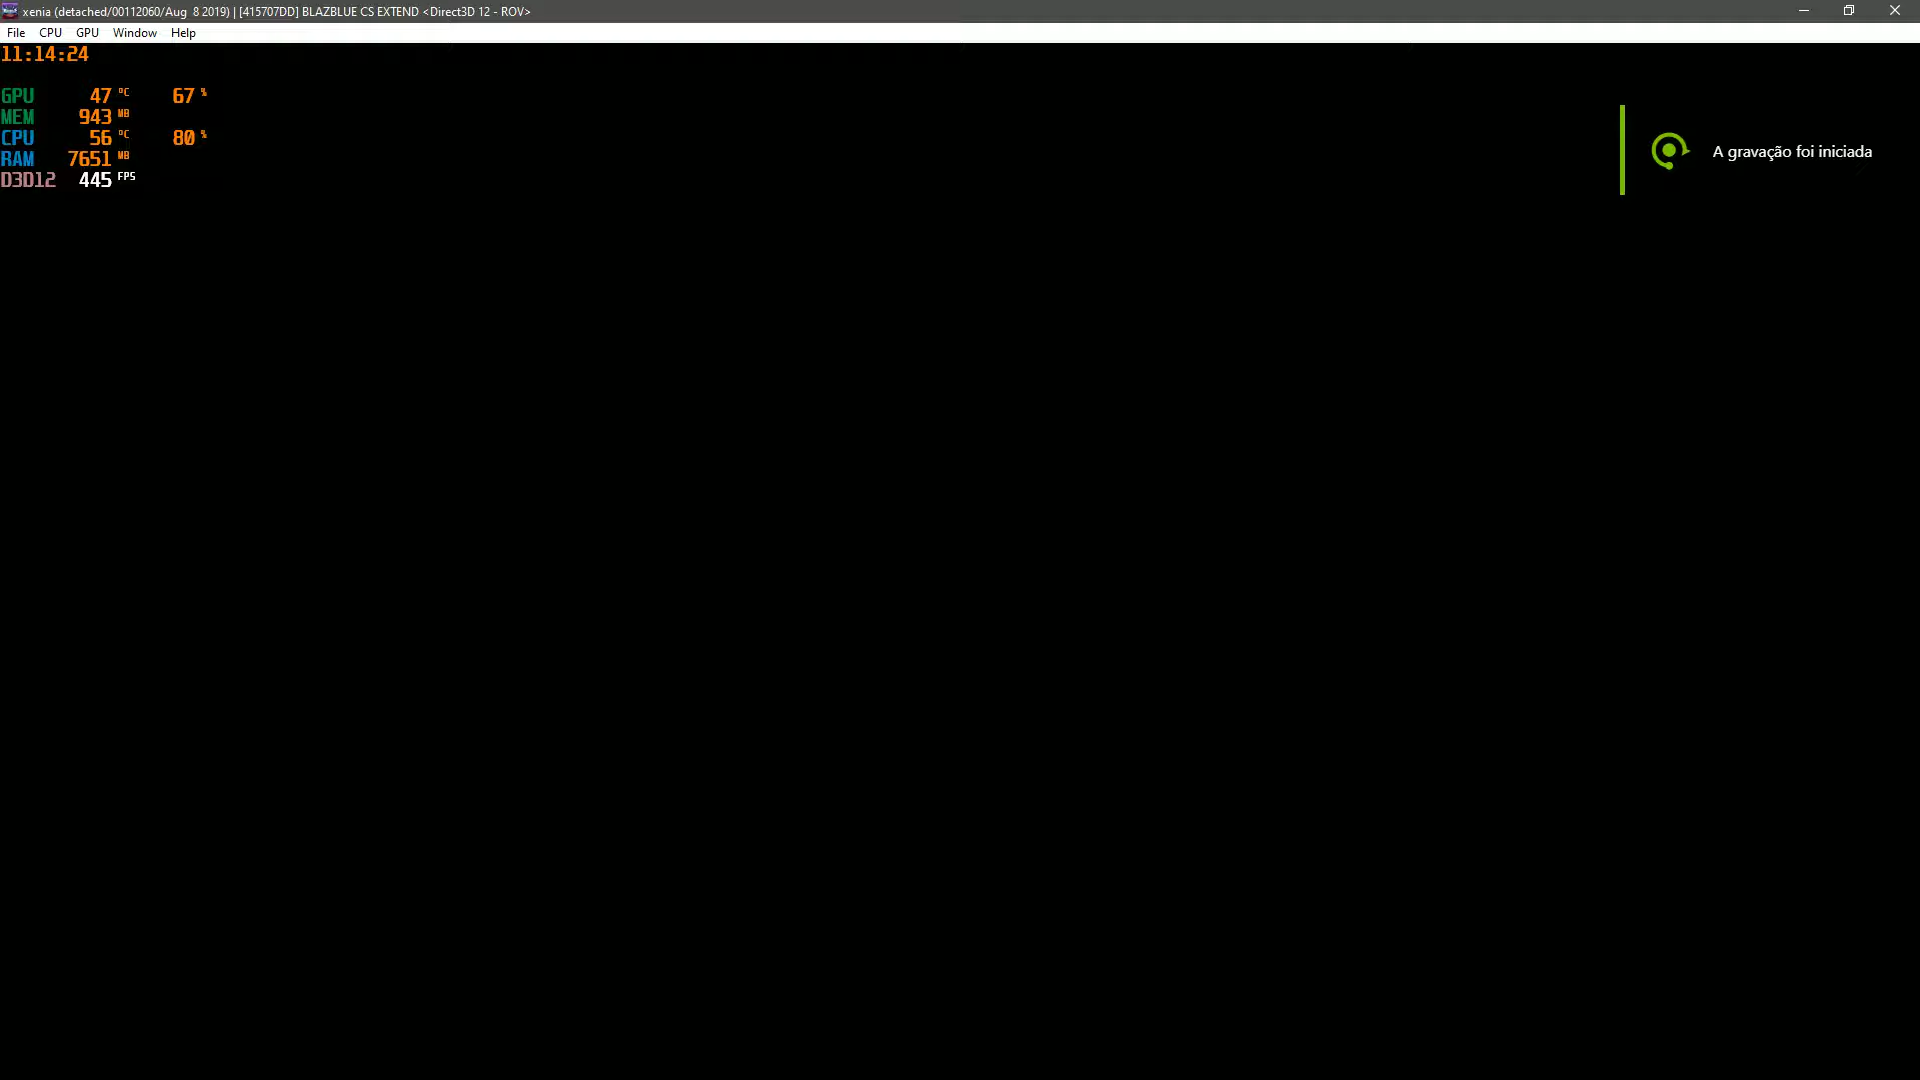 xenia (detached/00112060/Aug  8 2019) | [415707DD] BLAZBLUE CS EXTEND <Direct3D 12 - ROV>
File CPU GPU Window Help
11:14:24
GPU 47 °C 67 %
MEM 943 MB
CPU 56 °C 80 %
RAM 7651 MB
D3D12 445 FPS
A gravação foi iniciada